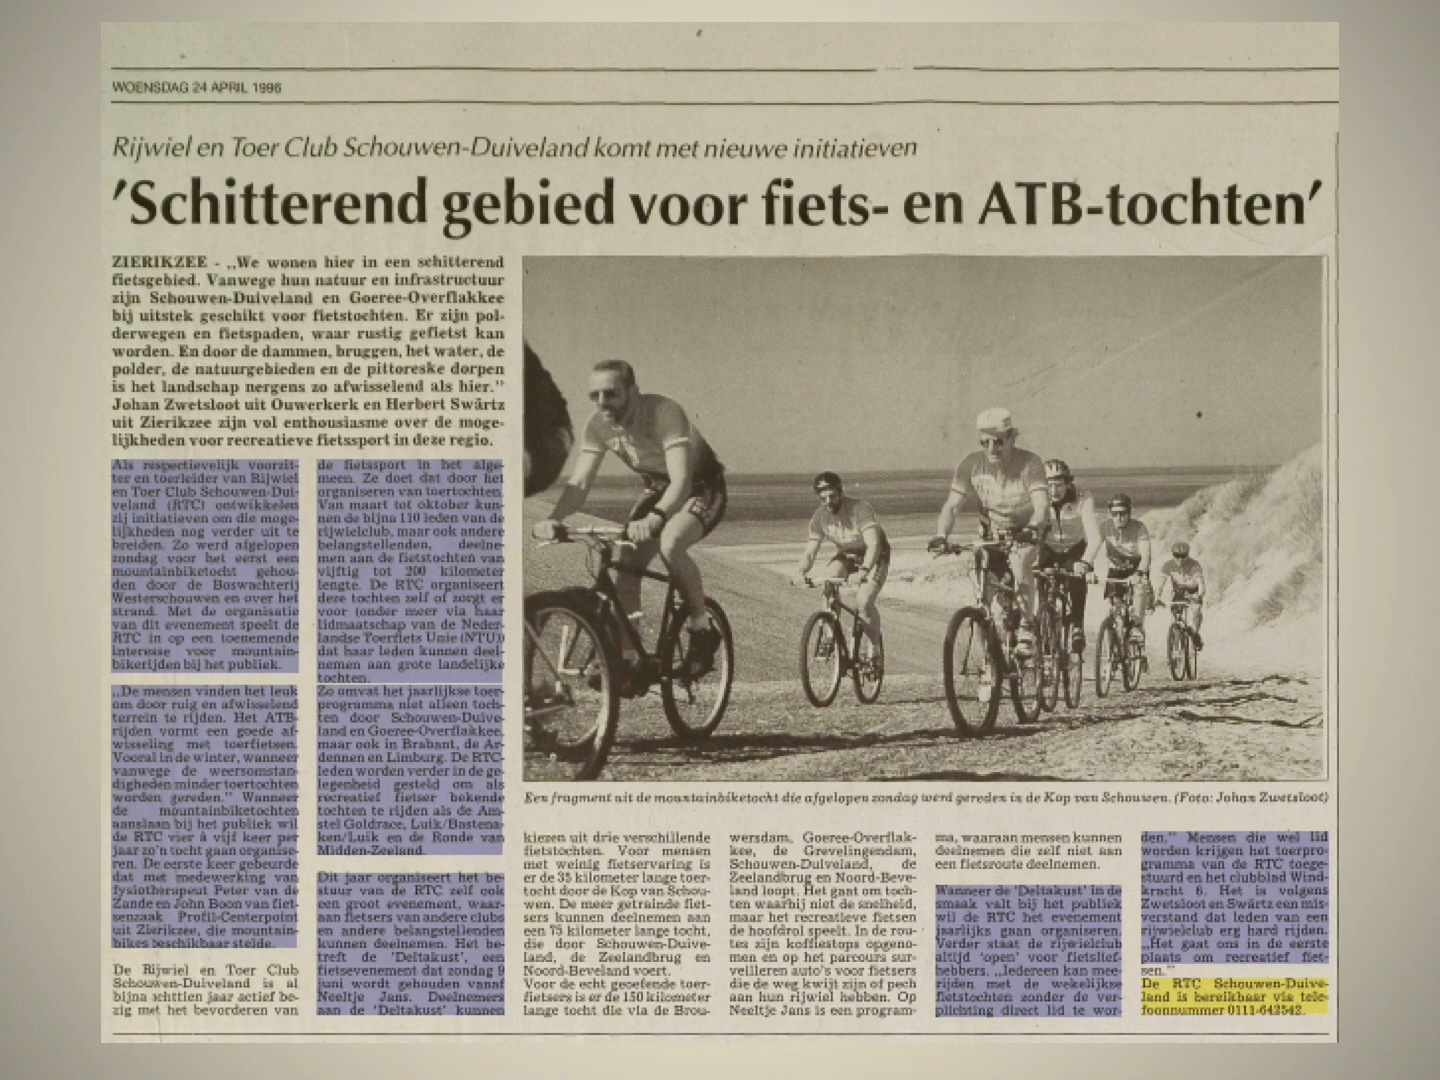 WOENSDAG 24 APRIL 1996
Rijwiel en Toer Club Schouwen-Duiveland komt met nieuwe initiatieven
'Schitterend gebied voor fiets- en ATB-tochten'
ZIERIKZEE - „We wonen hier in een schitterend
fietsgebied. Vanwege hun natuur en infrastructuur
zijn Schouwen-Duiveland en Goeree-Overflakkee
bij uitstek geschikt voor fietstochten. Er zijn pol-
derwegen en fietspaden, waar rustig gefietst kan
worden. En door de dammen, bruggen, het water, de
polder, de natuurgebieden en de pittoreske dorpen
is het landschap nergens zo afwisselend als hier.”
Johan Zwetsloot uit Ouwerkerk en Herbert Swärtz
uit Zierikzee zijn vol enthousiasme over de moge-
lijkheden voor recreatieve fietssport in deze regio.
Als respectievelijk voorzit-
ter en toerleider van Rijwiel
en Toer Club Schouwen-Dui-
veland (RTC) ontwikkelen
zij initiatieven om die moge-
lijkheden nog verder uit te
breiden. Zo werd afgelopen
zondag voor het eerst een
mountainbiketocht gehou-
den door de Boswachterij
Westerschouwen en over het
strand. Met de organisatie
van dit evenement speelt de
RTC in op een toenemende
interesse voor mountain-
bikerijden bij het publiek.
„De mensen vinden het leuk
om door ruig en afwisselend
terrein te rijden. Het ATB-
rijden vormt een goede af-
wisseling met toerfietsen.
Vooral in de winter, wanneer
vanwege de weersomstan-
digheden minder toertochten
worden gereden.” Wanneer
de mountainbiketochten
aanslaan bij het publiek wil
de RTC vier à vijf keer per
jaar zo'n tocht gaan organise-
ren. De eerste keer gebeurde
dat met medewerking van
fysiotherapeut Peter van de
Zande en John Boon van fiet-
senzaak Profil-Centerpoint
uit Zierikzee, die mountain-
bikes beschikbaar stelde.
De Rijwiel en Toer Club
Schouwen-Duiveland is al
bijna achttien jaar actief be-
zig met het bevorderen van
de fietssport in het alge-
meen. Ze doet dat door het
organiseren van toertochten.
Van maart tot oktober kun-
nen de bijna 110 leden van de
rijwielclub, maar ook andere
belangstellenden, deelne-
men aan de fietstochten van
vijftig tot 200 kilometer
lengte. De RTC organiseert
deze tochten zelf of zorgt er
voor (onder meer via haar
lidmaatschap van de Neder-
landse Toerfiets Unie (NTU))
dat haar leden kunnen deel-
nemen aan grote landelijke
tochten.
Zo omvat het jaarlijkse toer-
programma niet alleen toch-
ten door Schouwen-Duive-
land en Goeree-Overflakkee,
maar ook in Brabant, de Ar-
dennen en Limburg. De RTC-
leden worden verder in de ge-
legenheid gesteld om als
recreatief fietser bekende
tochten te rijden als de Am-
stel Goldrace, Luik/Bastena-
ken/Luik en de Ronde van
Midden-Zeeland.
Dit jaar organiseert het be-
stuur van de RTC zelf ook
een groot evenement, waar-
aan fietsers van andere clubs
en andere belangstellenden
kunnen deelnemen. Het be-
treft de 'Deltakust', een
fietsevenement dat zondag 9
juni wordt gehouden vanaf
Neeltje Jans. Deelnemers
aan de 'Deltakust' kunnen
Een fragment uit de mountainbiketocht die afgelopen zondag werd gereden in de Kop van Schouwen. (Foto: Johan Zwetsloot)
kiezen uit drie verschillende
fietstochten. Voor mensen
met weinig fietservaring is
er de 35 kilometer lange toer-
tocht door de Kop van Schou-
wen. De meer getrainde fiet-
sers kunnen deelnemen aan
een 75 kilometer lange tocht,
die door Schouwen-Duive-
land, de Zeelandbrug en
Noord-Beveland voert.
Voor de echt geoefende toer-
fietsers is er de 150 kilometer
lange tocht die via de Brou-
wersdam, Goeree-Overflak-
kee, de Grevelingendam,
Schouwen-Duiveland, de
Zeelandbrug en Noord-Beve-
land loopt. Het gaat om toch-
ten waarbij niet de snelheid,
maar het recreatieve fietsen
de hoofdrol speelt. In de rou-
tes zijn koffiestops opgeno-
men en op het parcours sur-
veilleren auto's voor fietsers
die de weg kwijt zijn of pech
aan hun rijwiel hebben. Op
Neeltje Jans is een program-
ma, waaraan mensen kunnen
deelnemen die zelf niet aan
een fietsroute deelnemen.
Wanneer de 'Deltakust' in de
smaak valt bij het publiek
wil de RTC het evenement
jaarlijks gaan organiseren.
Verder staat de rijwielclub
altijd 'open' voor fietslief-
hebbers. „Iedereen kan mee-
rijden met de wekelijkse
fietstochten zonder de ver-
plichting direct lid te wor-
den.” Mensen die wel lid
worden krijgen het toerpro-
gramma van de RTC toege-
stuurd en het clubblad Wind-
kracht 6. Het is volgens
Zwetsloot en Swärtz een mis-
verstand dat leden van een
rijwielclub erg hard rijden.
„Het gaat ons in de eerste
plaats om recreatief fiet-
sen.”
De RTC Schouwen-Duive-
land is bereikbaar via tele-
foonnummer 0111-642542.